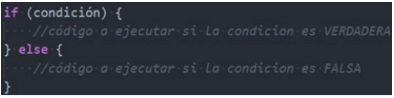 if (condición) {
//código a ejecutar si la condicion es VERDADERA
} else {
//código a ejecutar si la condicion es FALSA
}